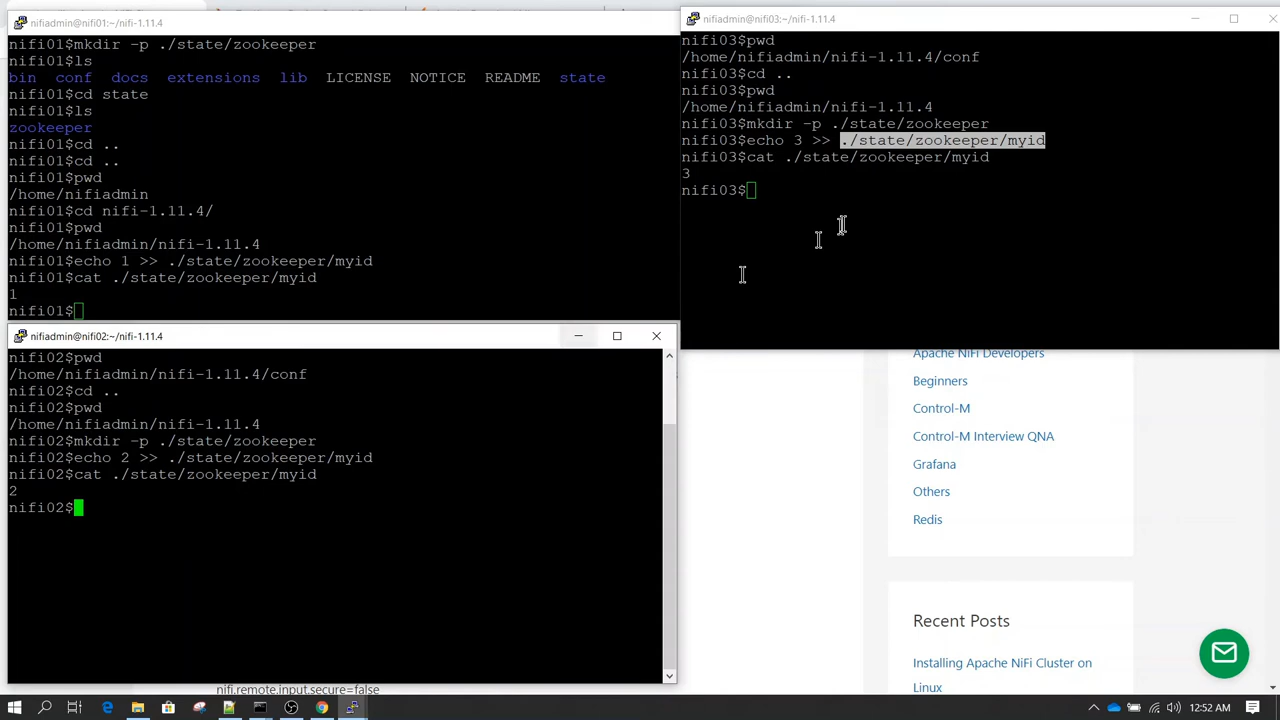 nifiadmin@nifi01:~/nifi-1.11.4
nifi01$mkdir -p ./state/zookeeper
nifi01$ls
bin conf docs extensions lib LICENSE NOTICE README state
nifi01$cd state
nifi01$ls
zookeeper
nifi01$cd ..
nifi01$cd ..
nifi01$pwd
/home/nifiadmin
nifi01$cd nifi-1.11.4/
nifi01$pwd
/home/nifiadmin/nifi-1.11.4
nifi01$echo 1 >> ./state/zookeeper/myid
nifi01$cat ./state/zookeeper/myid
1
nifi01$
nifiadmin@nifi03:~/nifi-1.11.4
nifi03$pwd
/home/nifiadmin/nifi-1.11.4/conf
nifi03$cd ..
nifi03$pwd
/home/nifiadmin/nifi-1.11.4
nifi03$mkdir -p ./state/zookeeper
nifi03$echo 3 >> ./state/zookeeper/myid
nifi03$cat ./state/zookeeper/myid
3
nifi03$
nifiadmin@nifi02:~/nifi-1.11.4
nifi02$pwd
/home/nifiadmin/nifi-1.11.4/conf
nifi02$cd ..
nifi02$pwd
/home/nifiadmin/nifi-1.11.4
nifi02$mkdir -p ./state/zookeeper
nifi02$echo 2 >> ./state/zookeeper/myid
nifi02$cat ./state/zookeeper/myid
2
nifi02$
Apache NiFi Developers
Beginners
Control-M
Control-M Interview QNA
Grafana
Others
Redis
Recent Posts
Installing Apache NiFi Cluster on
Linux
nifi.remote.input.secure=false
12:52 AM